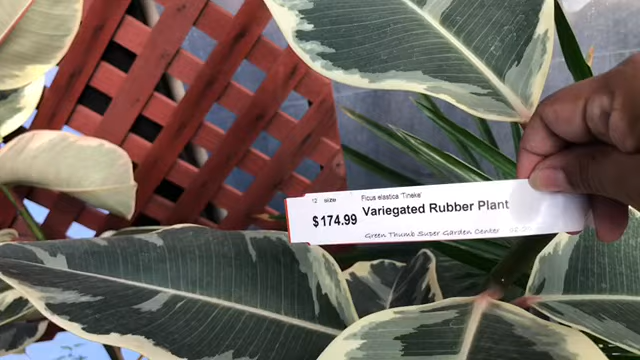 12" size Ficus elastica 'Tineke'
$174.99 Variegated Rubber Plant
Green Thumb Super Garden Center